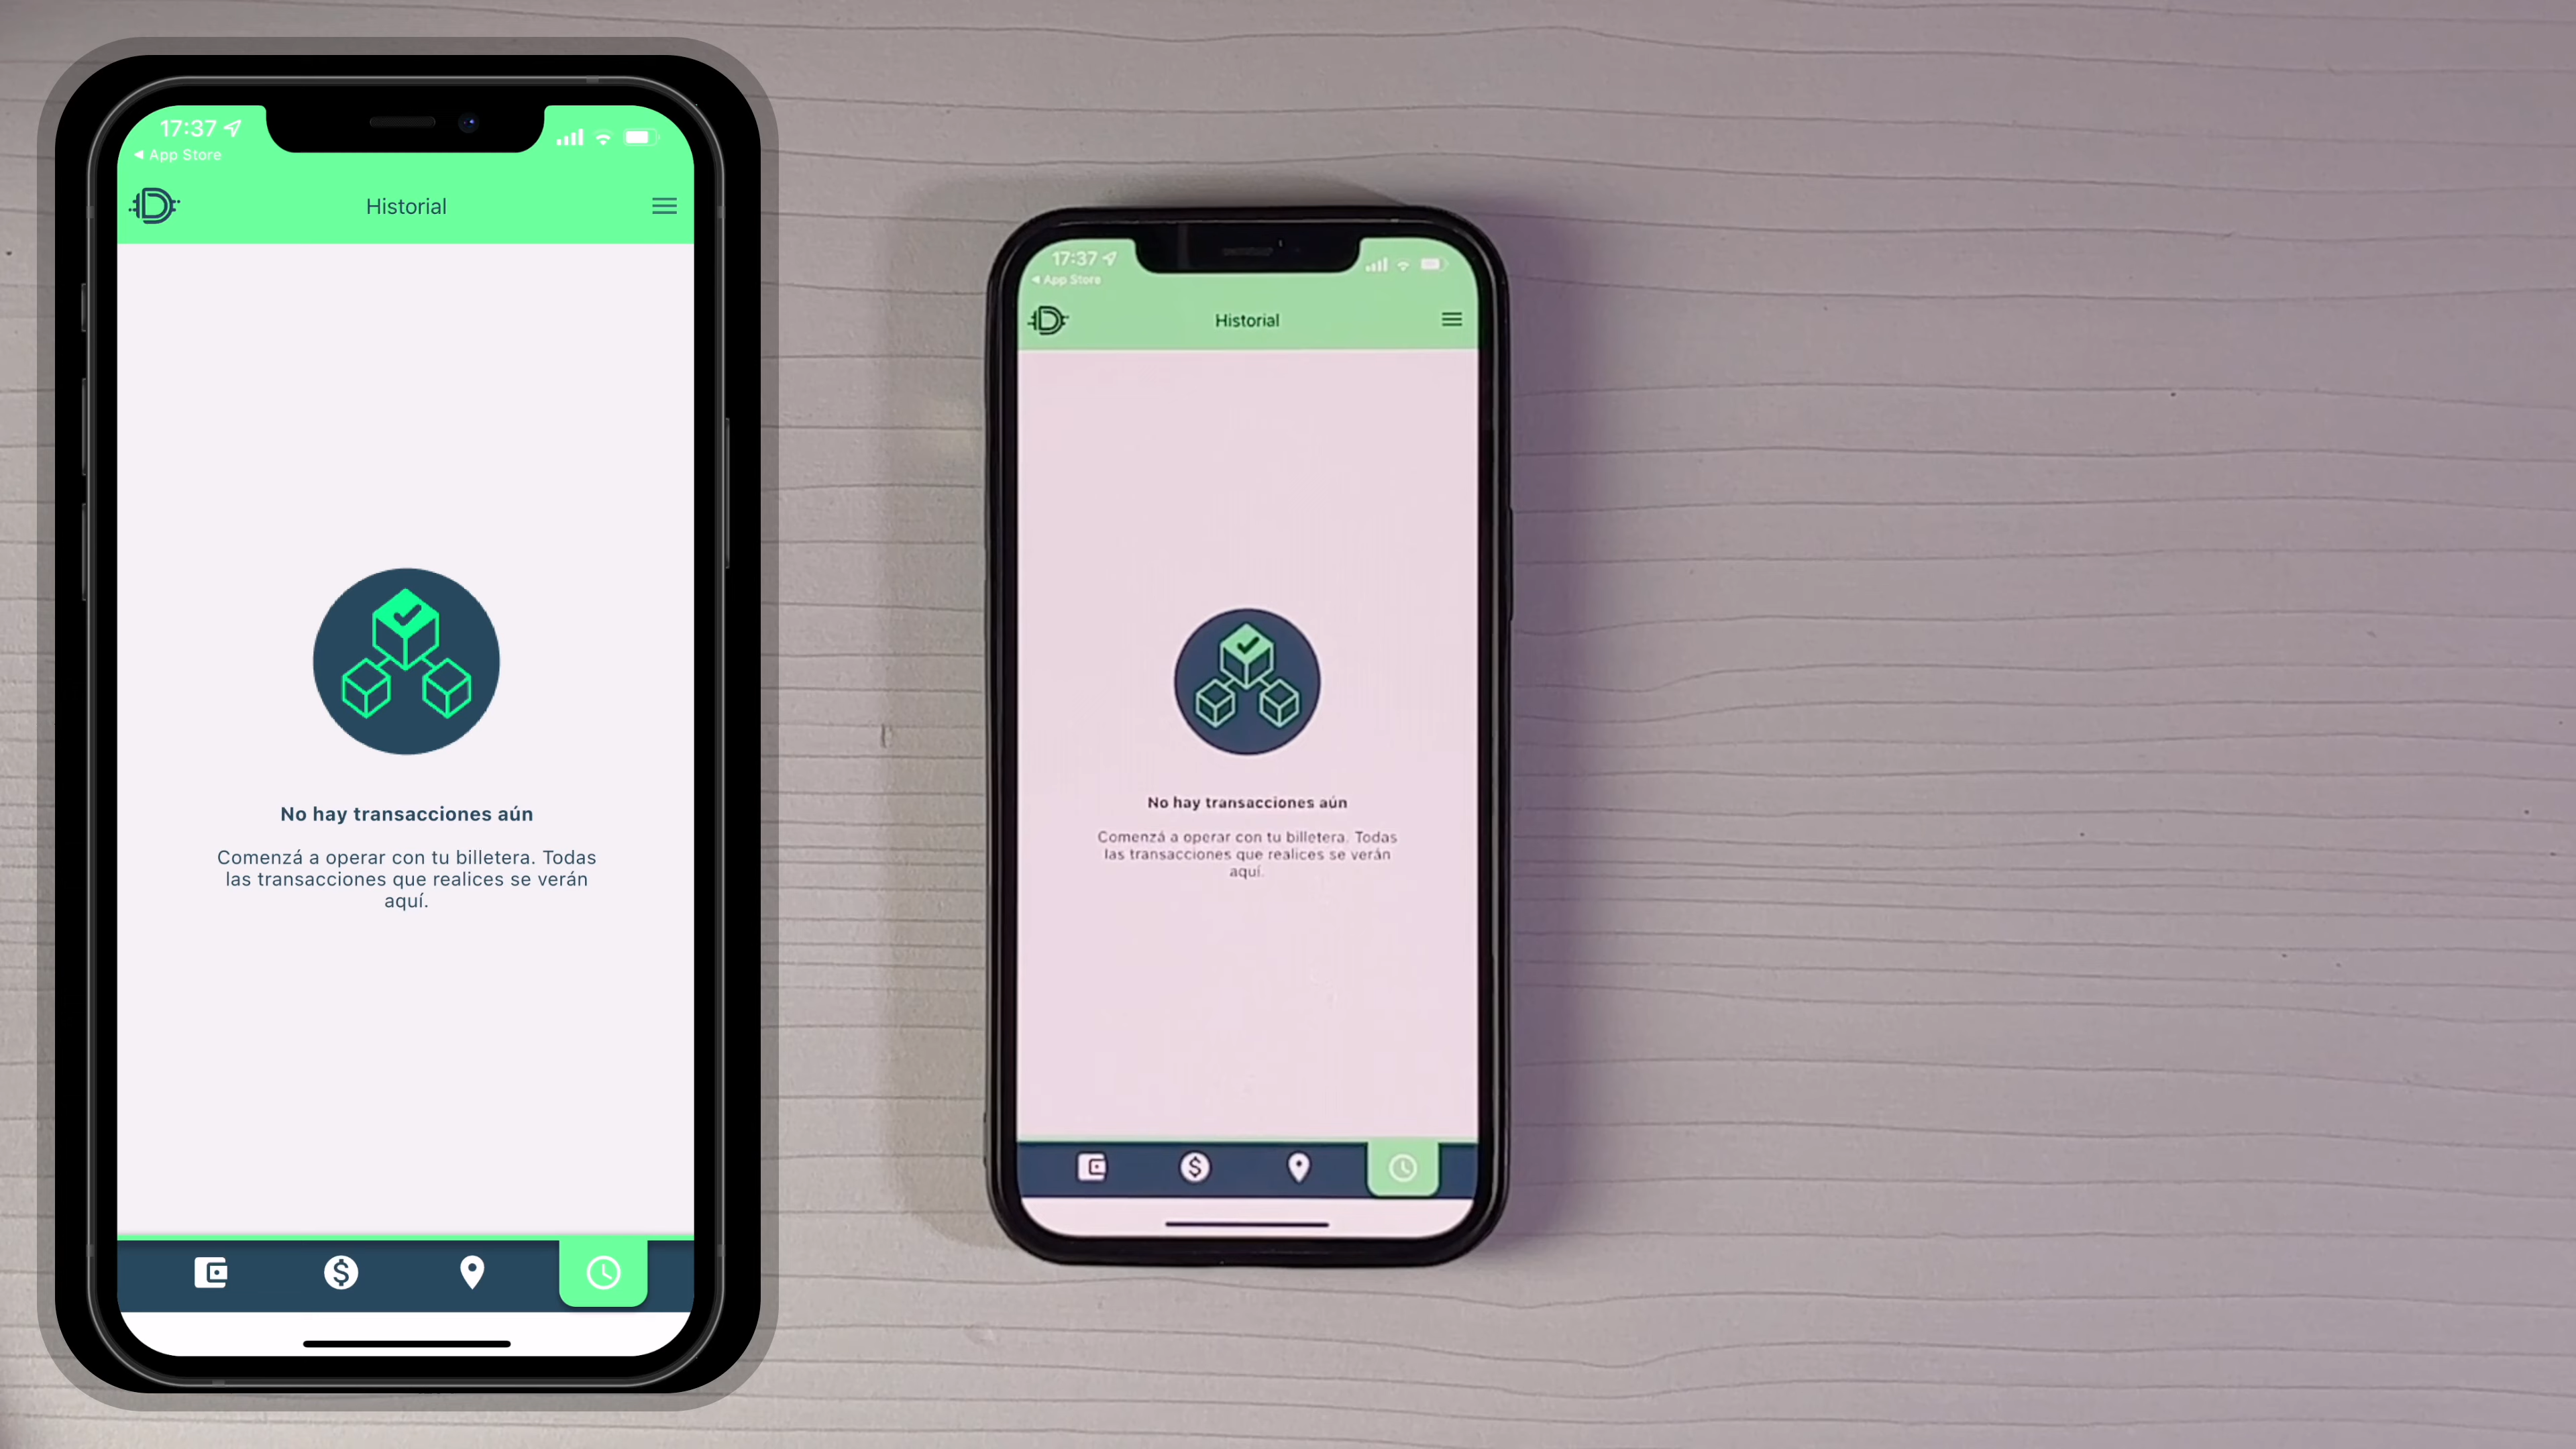 17:37
◀ App Store
Historial
No hay transacciones aún
Comenzá a operar con tu billetera. Todas
las transacciones que realices se verán
aquí.
17:37
◀ App Store
Historial
No hay transacciones aún
Comenzá a operar con tu billetera. Todas
las transacciones que realices se verán
aquí.